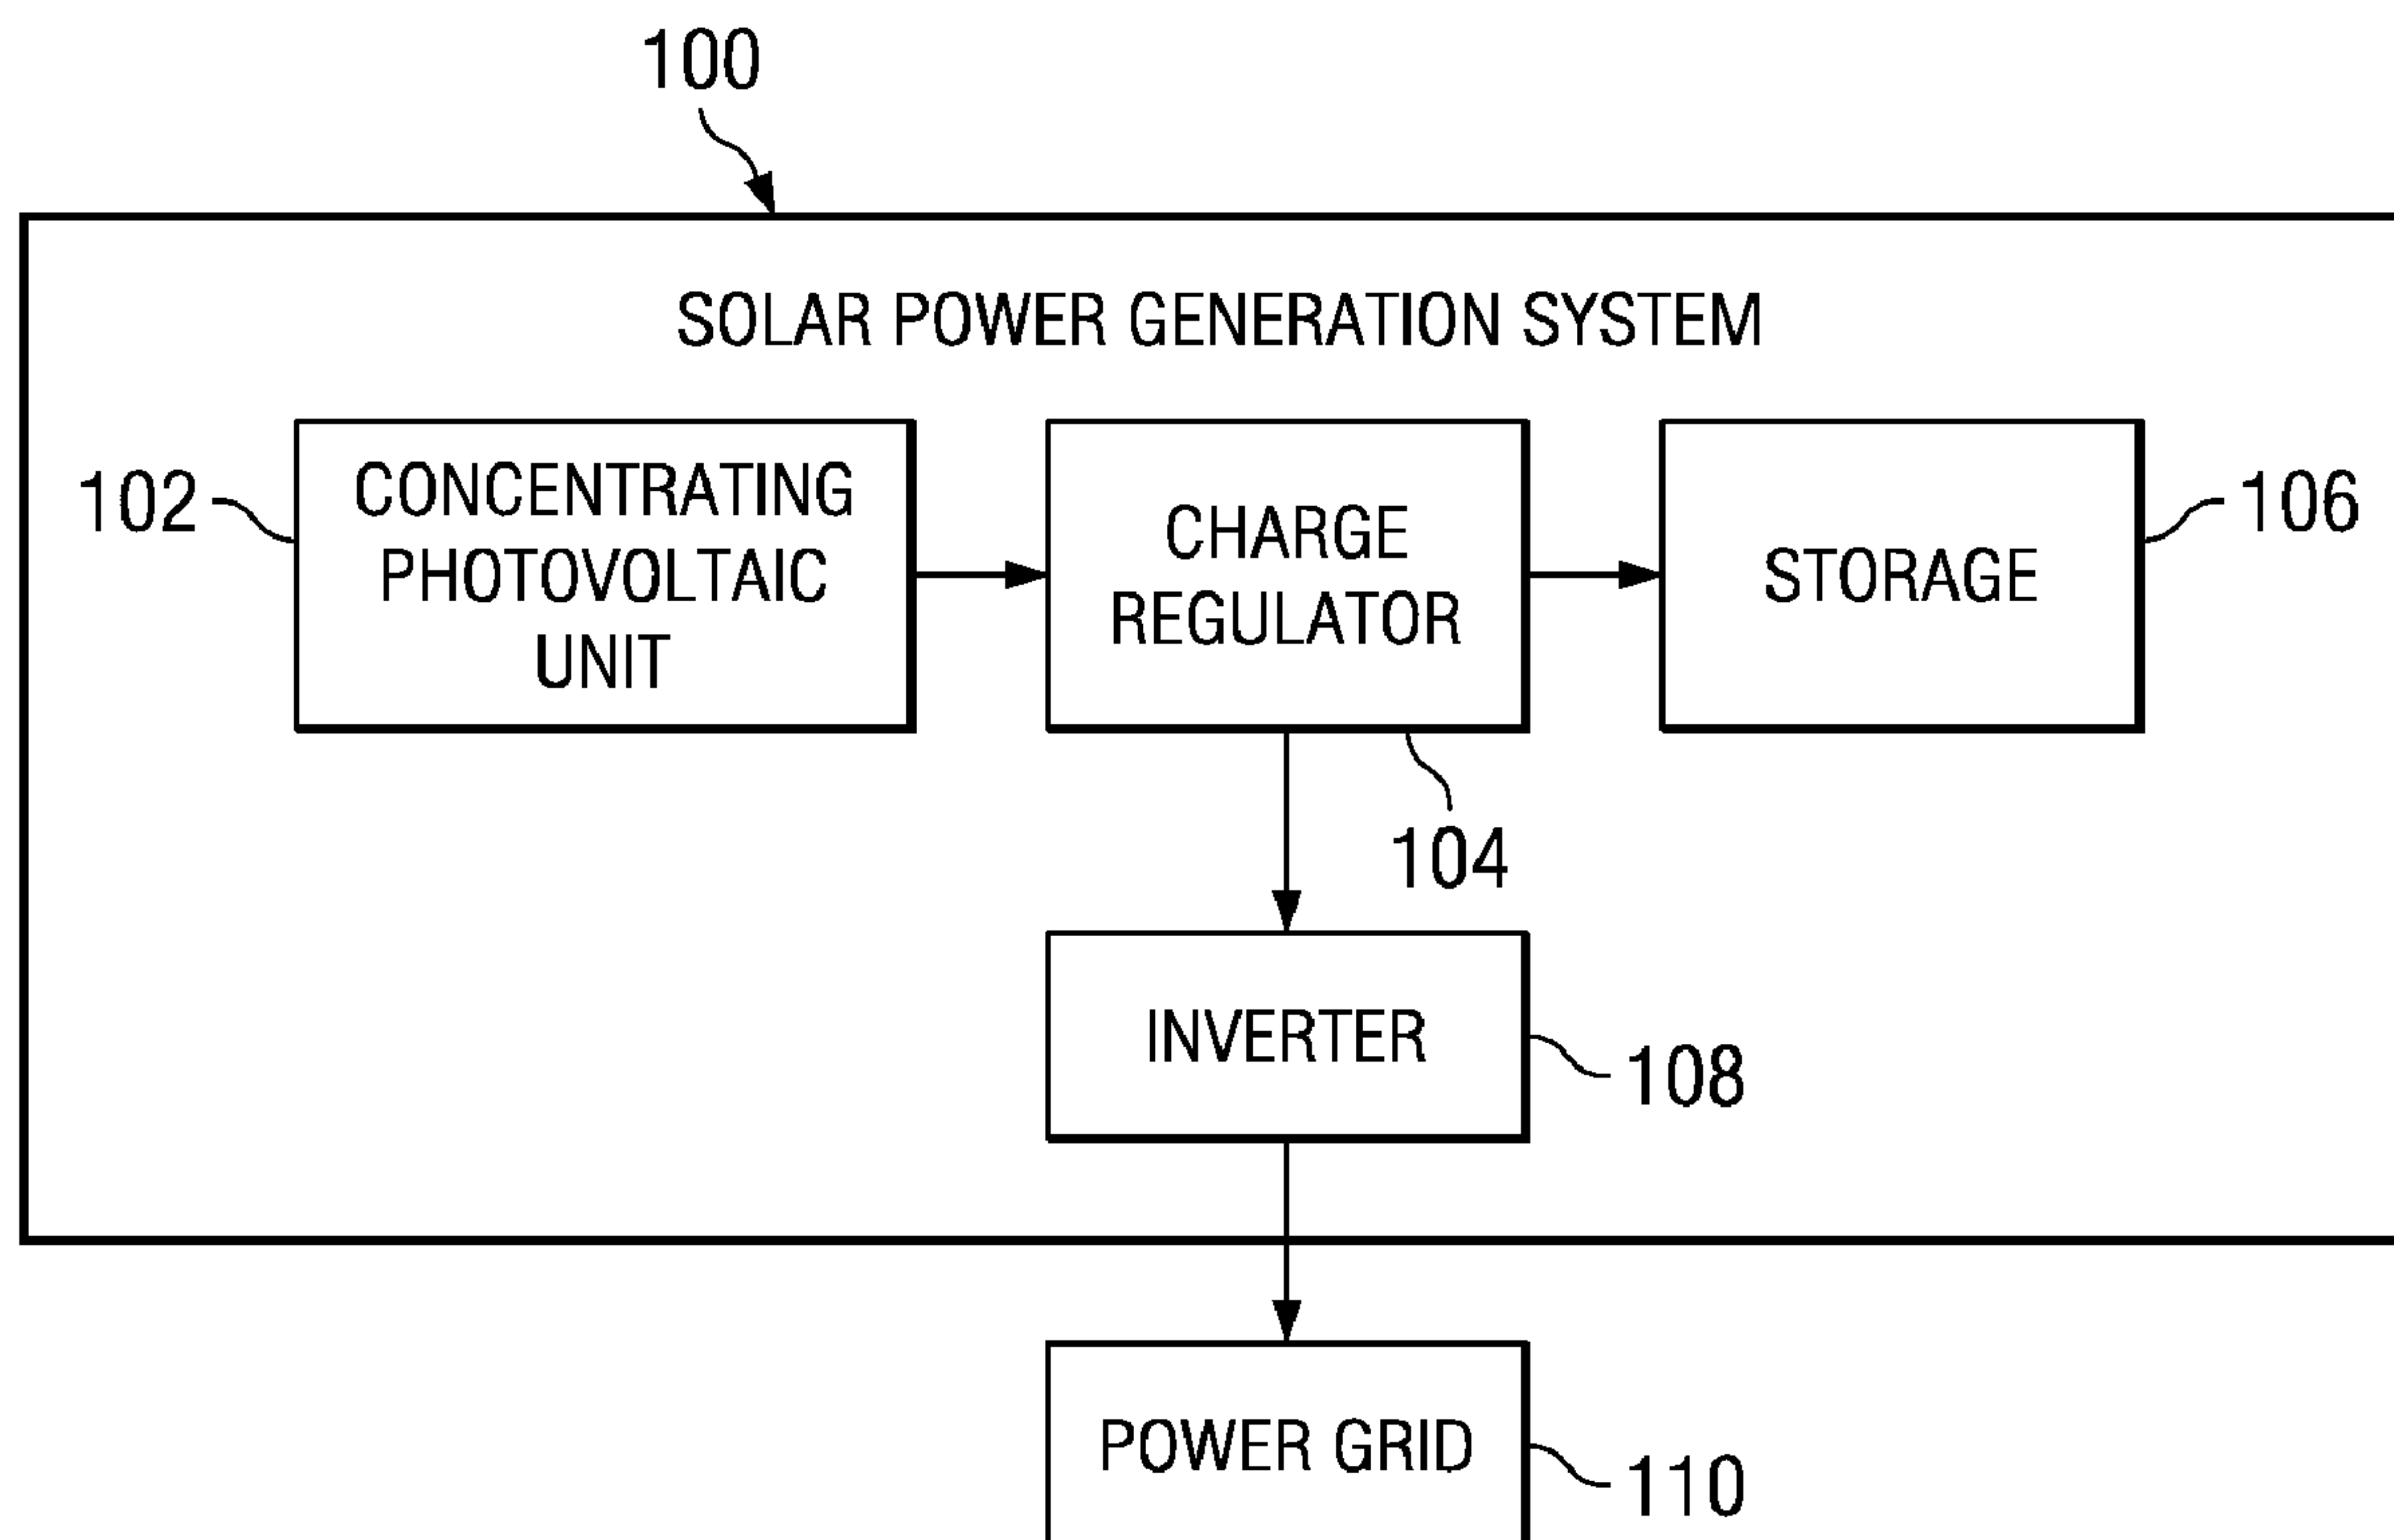 100
SOLAR POWER GENERATION SYSTEM
102
CONCENTRATING
PHOTOVOLTAIC
UNIT
CHARGE
REGULATOR
STORAGE
106
104
INVERTER
108
POWER GRID
110